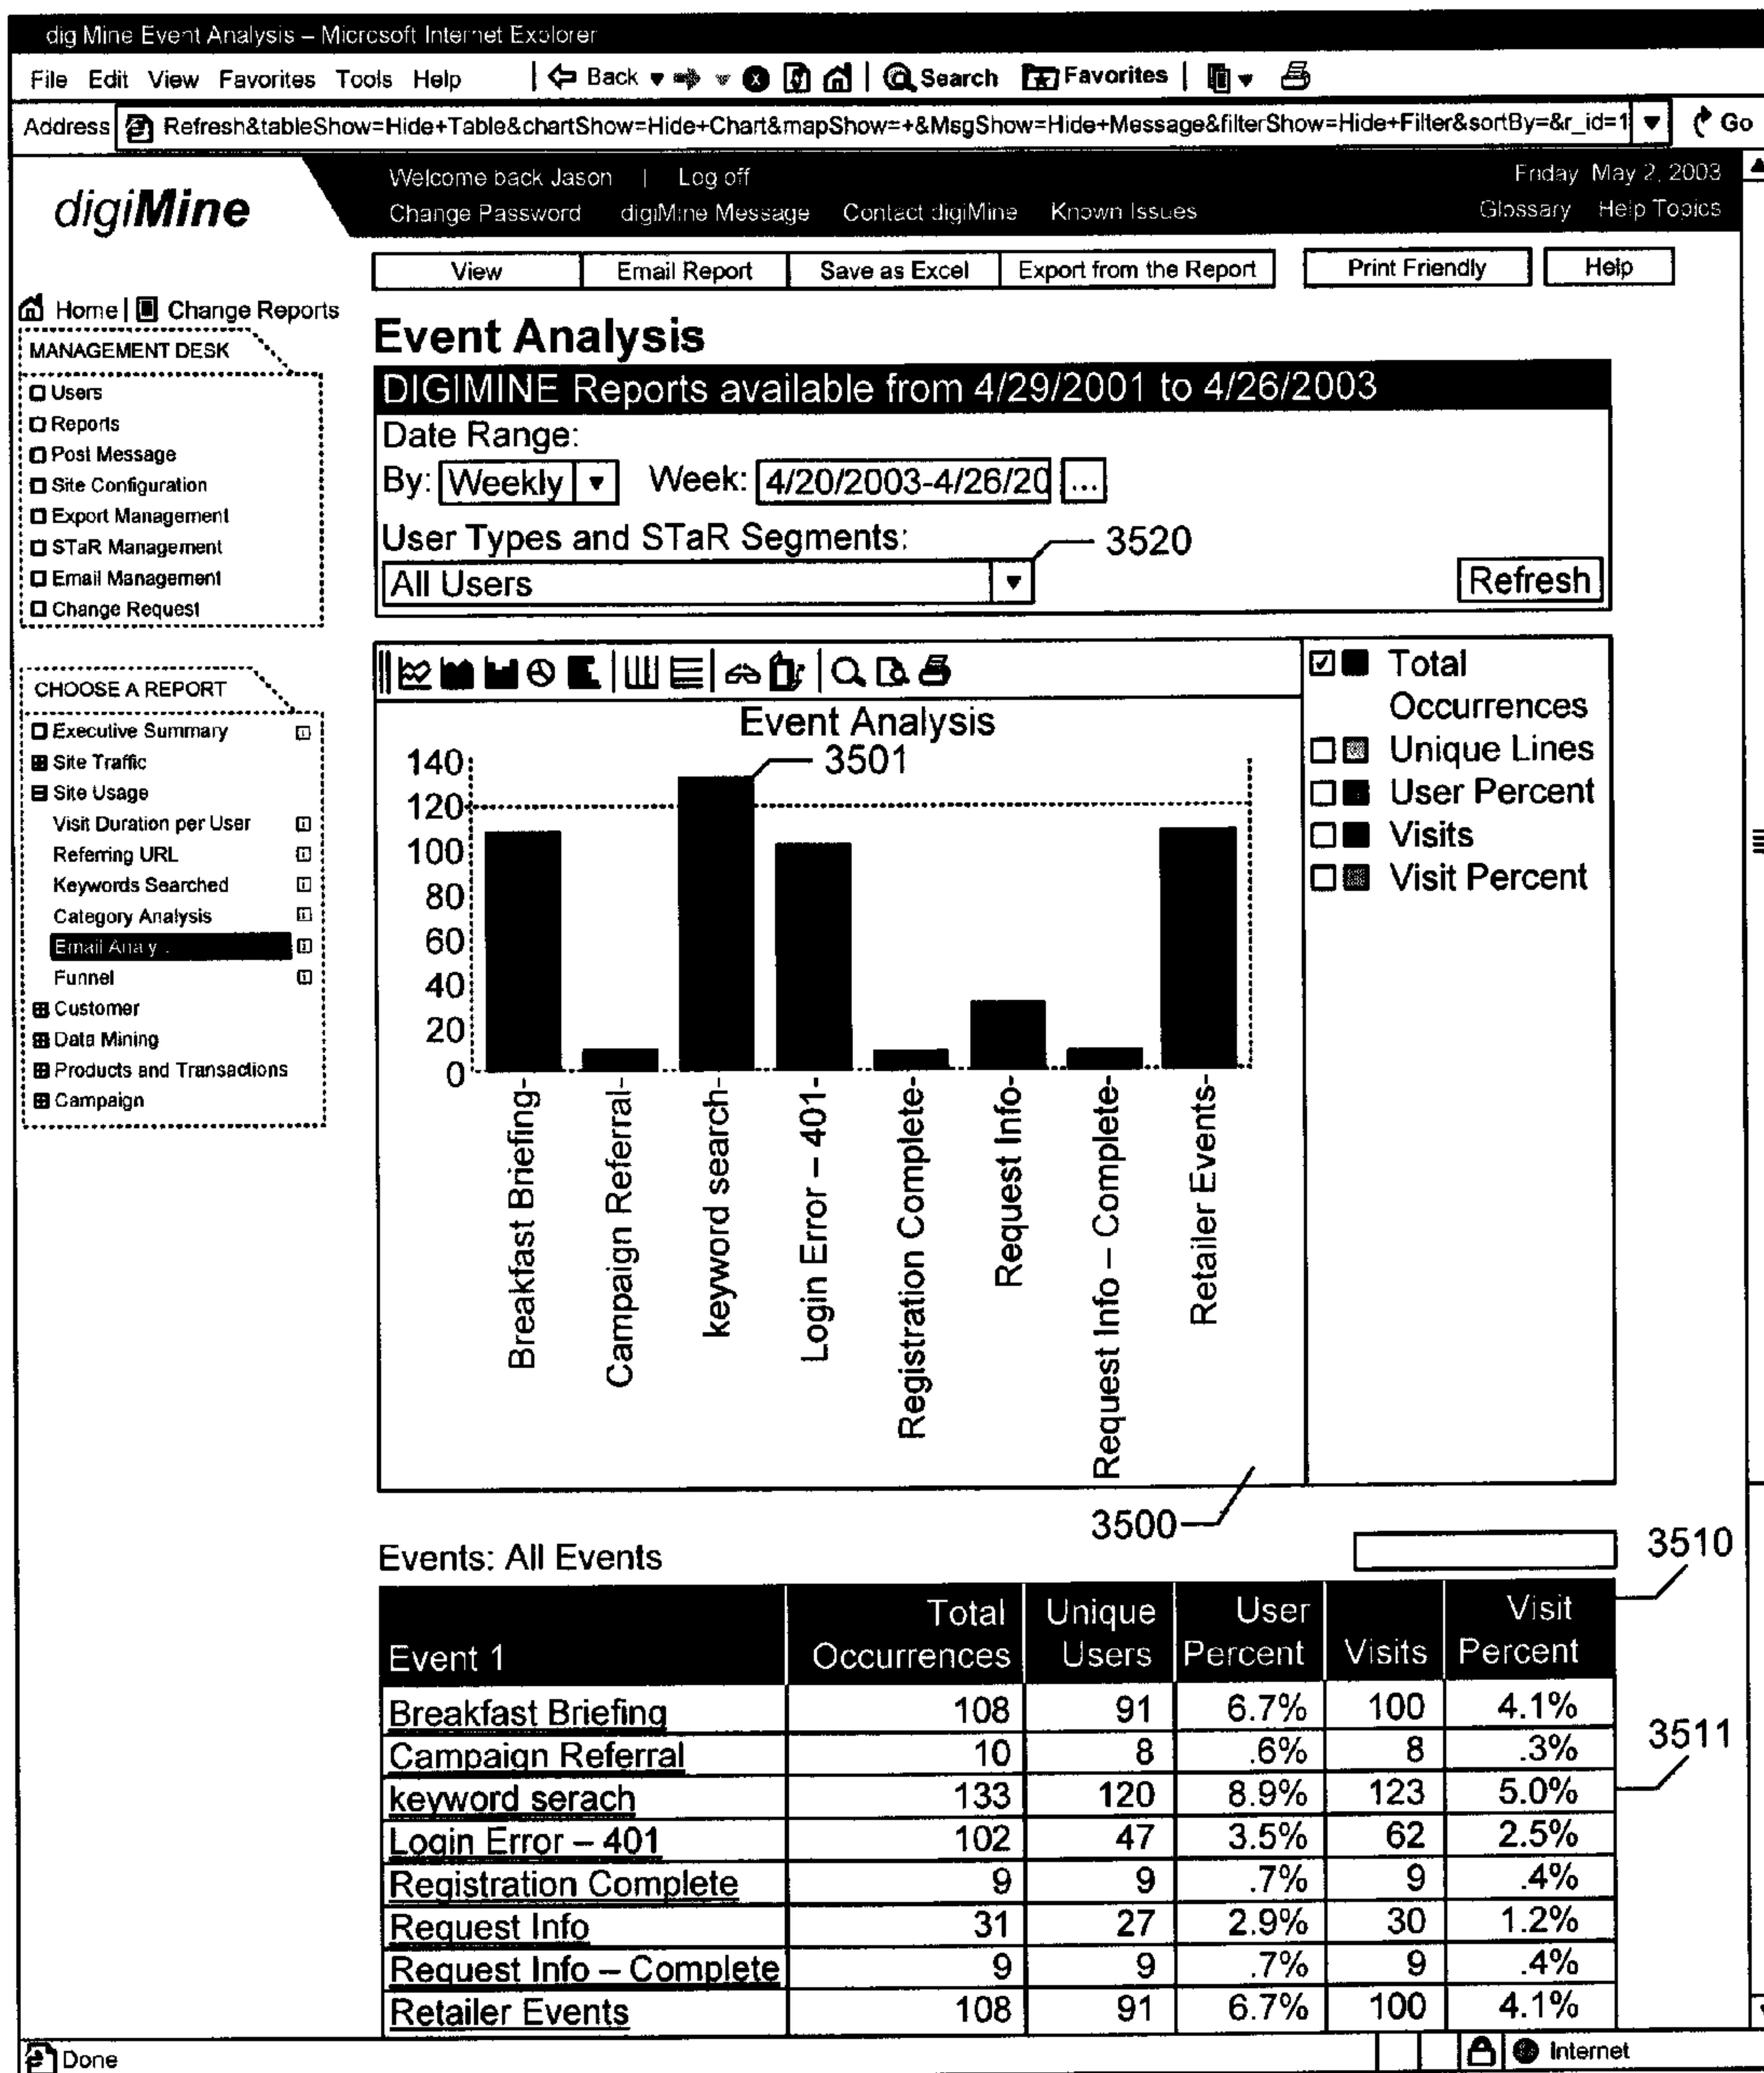 dig Mine Event Analysis – Microsoft Internet Explorer
File Edit View Favorites Tools Help | Back Search Favorites |
Address Refresh&tableShow=Hide+Table&chartShow=Hide+Chart&mapShow=+&MsgShow=Hide+Message&filterShow=Hide+Filter&sortBy=&r_id=1 Go
digiMine
Welcome back Jason | Log off
Friday May 2, 2003
Change Password digiMine Message Contact digiMine Known Issues
Glossary Help Topics
View Email Report Save as Excel Export from the Report Print Friendly Help
Home | Change Reports
MANAGEMENT DESK
Users
Reports
Post Message
Site Configuration
Export Management
STaR Management
Email Management
Change Request
CHOOSE A REPORT
Executive Summary
Site Traffic
Site Usage
Visit Duration per User
Referring URL
Keywords Searched
Category Analysis
Email Analy..
Funnel
Customer
Data Mining
Products and Transactions
Campaign
Event Analysis
DIGIMINE Reports available from 4/29/2001 to 4/26/2003
Date Range:
By: Weekly Week: 4/20/2003-4/26/20 ...
User Types and STaR Segments:
3520
All Users
Refresh
Event Analysis
3501
140
120
100
80
60
40
20
0
Breakfast Briefing-
Campaign Referral-
keyword search-
Login Error – 401-
Registration Complete-
Request Info-
Request Info – Complete-
Retailer Events-
Total
Occurrences
Unique Lines
User Percent
Visits
Visit Percent
3500
Events: All Events
3510
Event 1 Total Occurrences Unique Users User Percent Visits Visit Percent
Breakfast Briefing 108 91 6.7% 100 4.1%
3511
Campaign Referral 10 8 .6% 8 .3%
keyword serach 133 120 8.9% 123 5.0%
Login Error – 401 102 47 3.5% 62 2.5%
Registration Complete 9 9 .7% 9 .4%
Request Info 31 27 2.9% 30 1.2%
Request Info – Complete 9 9 .7% 9 .4%
Retailer Events 108 91 6.7% 100 4.1%
Done
Internet